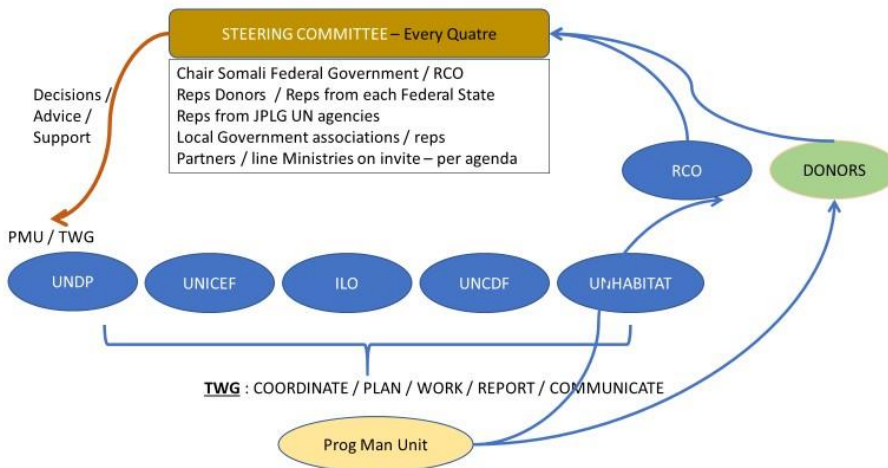 STEERING COMMITTEE – Every Quatre
Chair Somali Federal Government / RCO
Reps Donors / Reps from each Federal State
Reps from JPLG UN agencies
Local Government associations / reps
Partners / line Ministries on invite – per agenda
Decisions /
Advice /
Support
RCO
DONORS
PMU / TWG
UNDP
UNICEF
ILO
UNCDF
UNHABITAT
TWG : COORDINATE / PLAN / WORK / REPORT / COMMUNICATE
Prog Man Unit